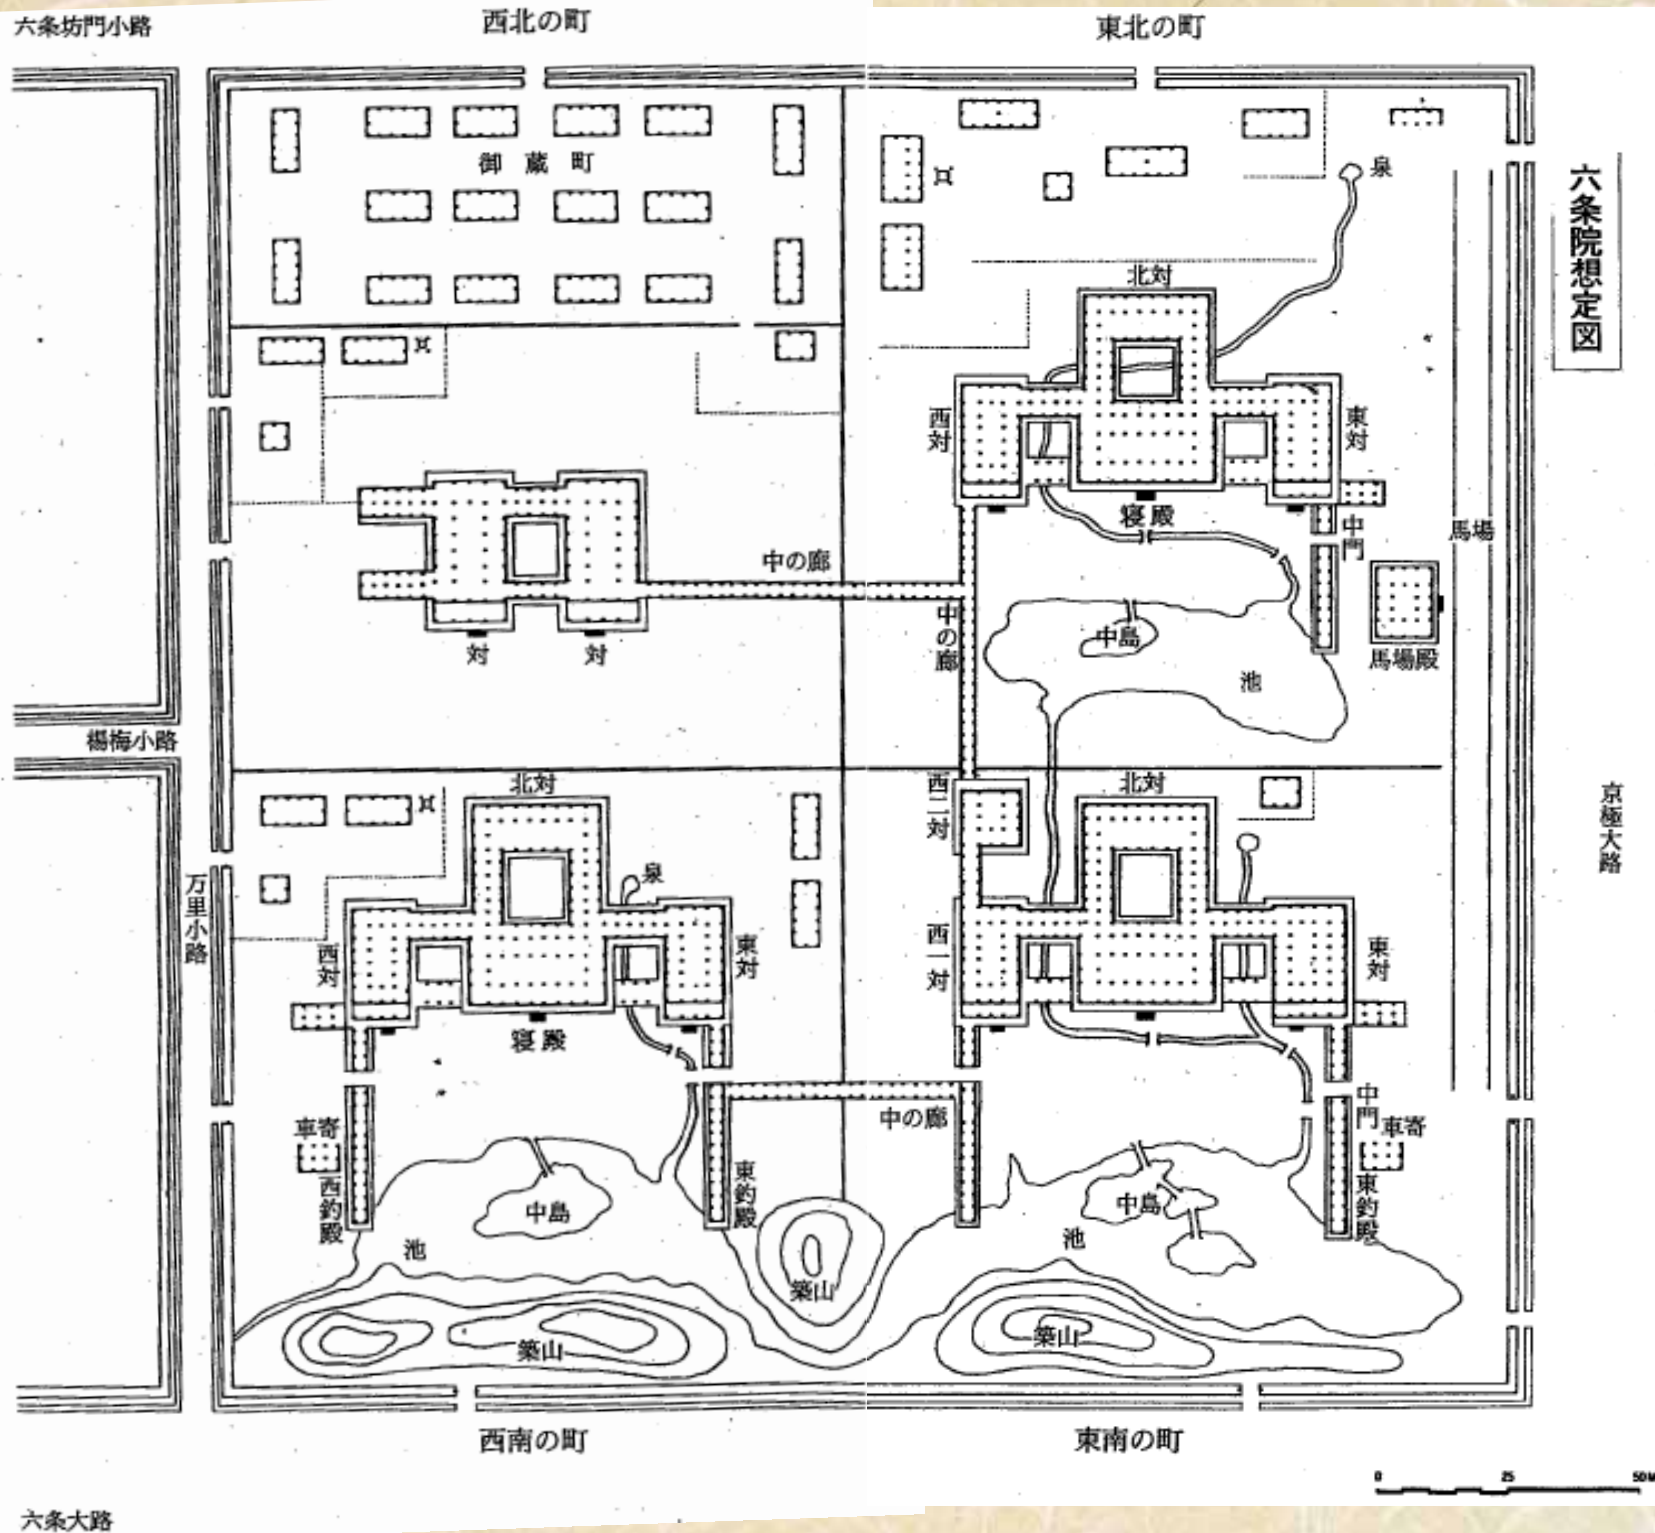 六条坊門小路
西北の町
東北の町
六条院想定図
御蔵町
泉
北対
西対
東対
寝殿
中門
馬場
馬場殿
中の廊
中の廊
中島
池
対
対
楊梅小路
万里小路
京極大路
北対
泉
西対
東対
寝殿
車寄
西釣殿
東釣殿
中島
池
築山
築山
西二対
北対
西一対
東対
中の廊
中門
車寄
東釣殿
中島
池
築山
西南の町
東南の町
0 25 50M
六条大路